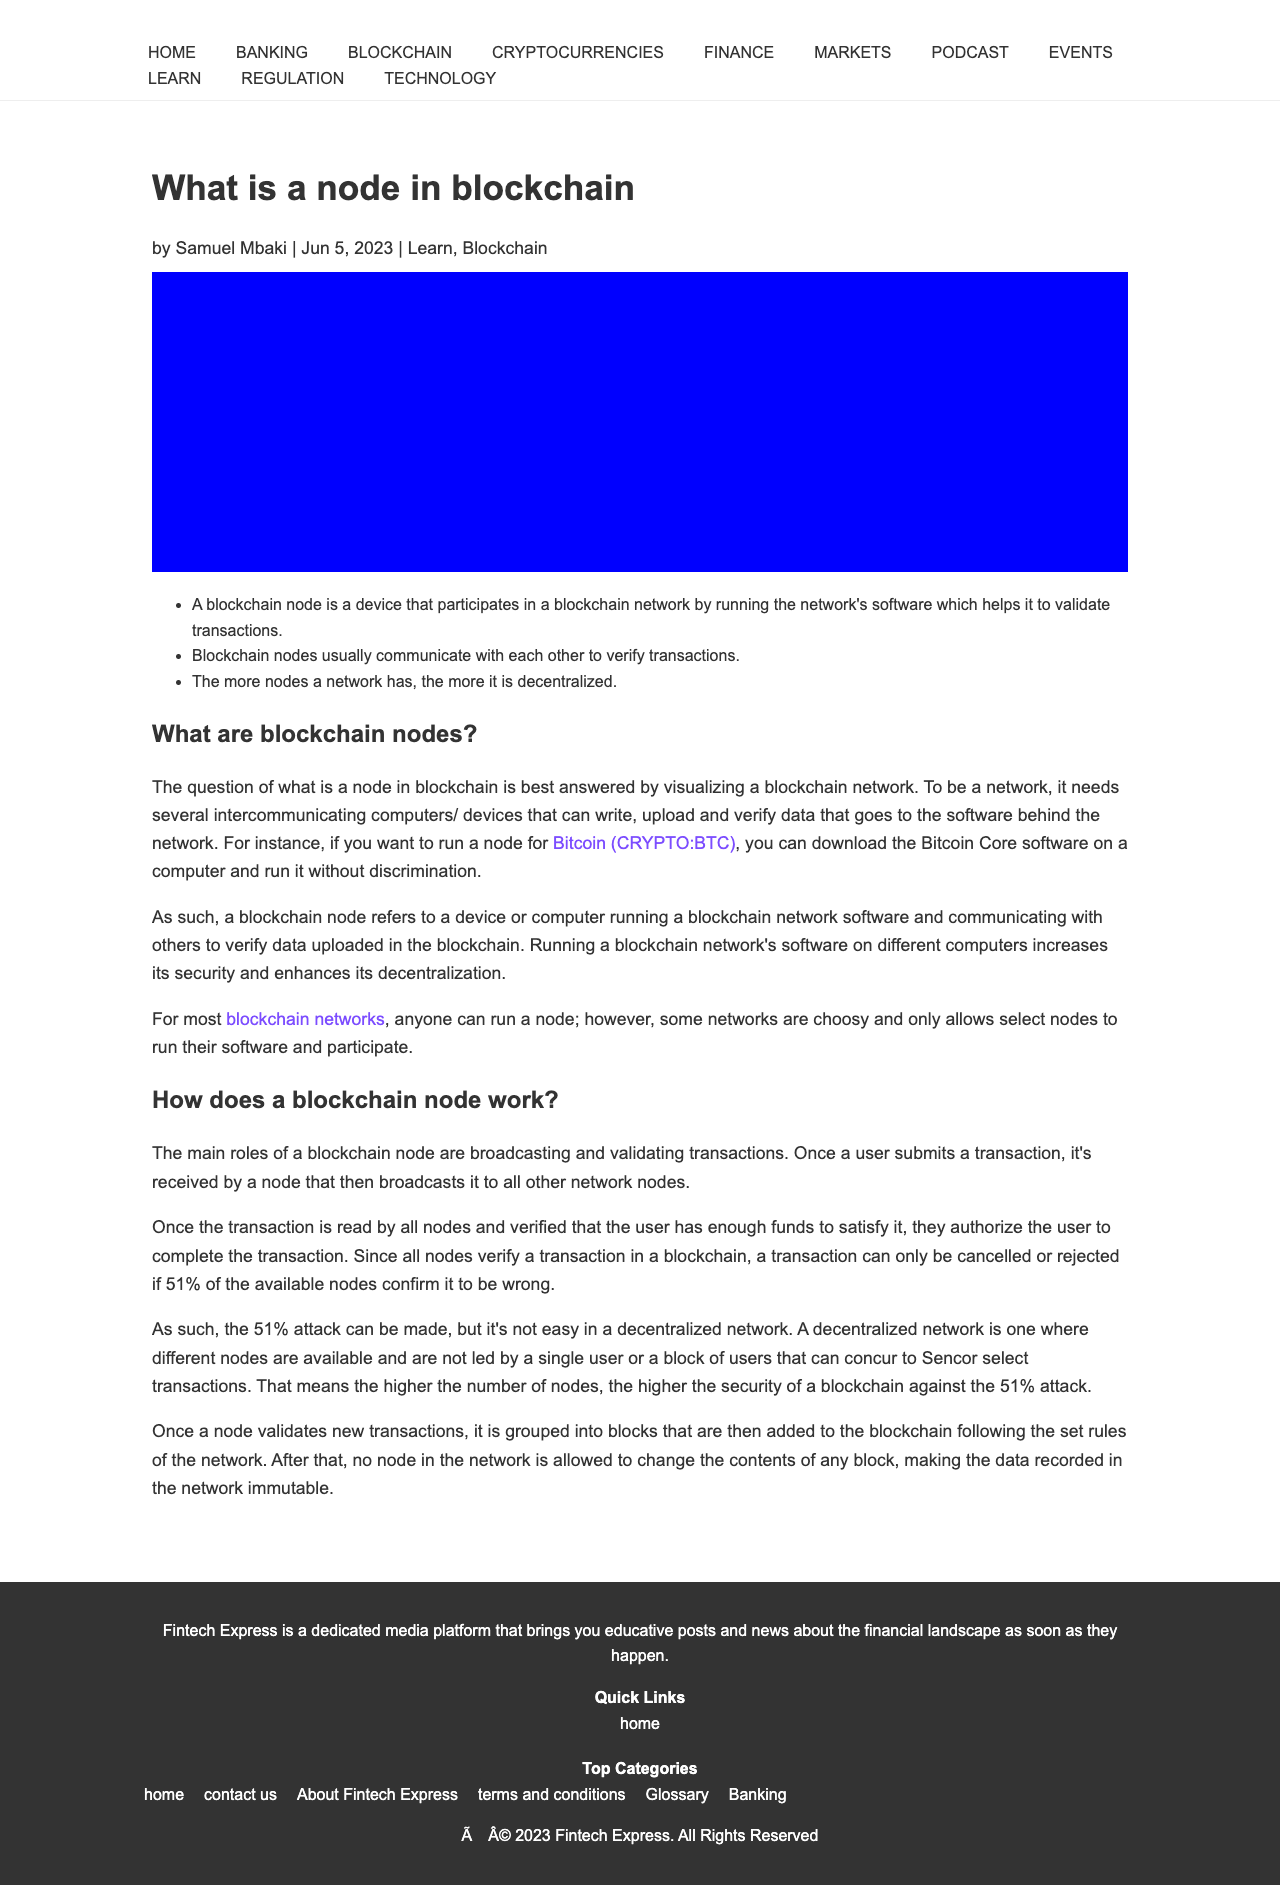 HOME BANKING BLOCKCHAIN CRYPTOCURRENCIES FINANCE MARKETS PODCAST EVENTS
LEARN REGULATION TECHNOLOGY
What is a node in blockchain
by Samuel Mbaki | Jun 5, 2023 | Learn, Blockchain
• A blockchain node is a device that participates in a blockchain network by running the network's software which helps it to validate
transactions.
• Blockchain nodes usually communicate with each other to verify transactions.
• The more nodes a network has, the more it is decentralized.
What are blockchain nodes?
The question of what is a node in blockchain is best answered by visualizing a blockchain network. To be a network, it needs
several intercommunicating computers/ devices that can write, upload and verify data that goes to the software behind the
network. For instance, if you want to run a node for Bitcoin (CRYPTO:BTC), you can download the Bitcoin Core software on a
computer and run it without discrimination.
As such, a blockchain node refers to a device or computer running a blockchain network software and communicating with
others to verify data uploaded in the blockchain. Running a blockchain network's software on different computers increases
its security and enhances its decentralization.
For most blockchain networks, anyone can run a node; however, some networks are choosy and only allows select nodes to
run their software and participate.
How does a blockchain node work?
The main roles of a blockchain node are broadcasting and validating transactions. Once a user submits a transaction, it's
received by a node that then broadcasts it to all other network nodes.
Once the transaction is read by all nodes and verified that the user has enough funds to satisfy it, they authorize the user to
complete the transaction. Since all nodes verify a transaction in a blockchain, a transaction can only be cancelled or rejected
if 51% of the available nodes confirm it to be wrong.
As such, the 51% attack can be made, but it's not easy in a decentralized network. A decentralized network is one where
different nodes are available and are not led by a single user or a block of users that can concur to Sencor select
transactions. That means the higher the number of nodes, the higher the security of a blockchain against the 51% attack.
Once a node validates new transactions, it is grouped into blocks that are then added to the blockchain following the set rules
of the network. After that, no node in the network is allowed to change the contents of any block, making the data recorded in
the network immutable.
Fintech Express is a dedicated media platform that brings you educative posts and news about the financial landscape as soon as they
happen.
Quick Links
home
Top Categories
home contact us About Fintech Express terms and conditions Glossary Banking
Ã Â© 2023 Fintech Express. All Rights Reserved